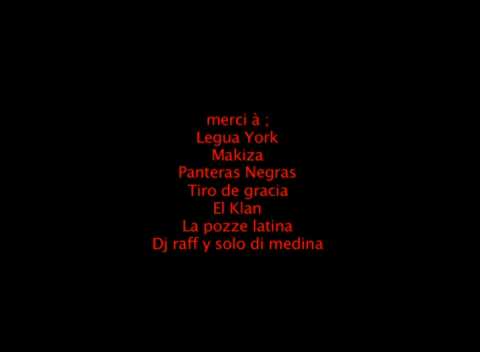 merci à ;
Legua York
Makiza
Panteras Negras
Tiro de gracia
El Klan
La pozze latina
Dj raff y solo di medina